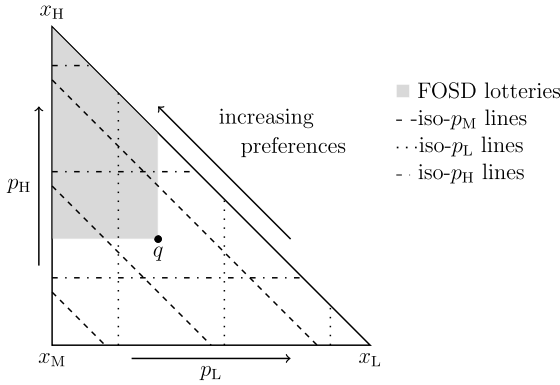 x_H
increasing
preferences
p_H
q
x_M
p_L
x_L
FOSD lotteries
iso-p_M lines
iso-p_L lines
iso-p_H lines